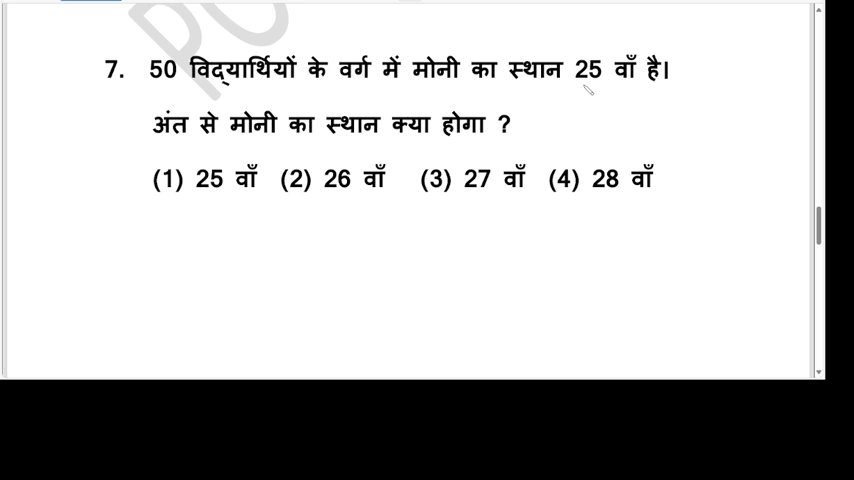 7. 50 विद्‌यार्थियों के वर्ग में मोनी का स्थान 25 वाँ है।
अंत से मोनी का स्थान क्या होगा ?
(1) 25 वाँ (2) 26 वाँ (3) 27 वाँ (4) 28 वाँ